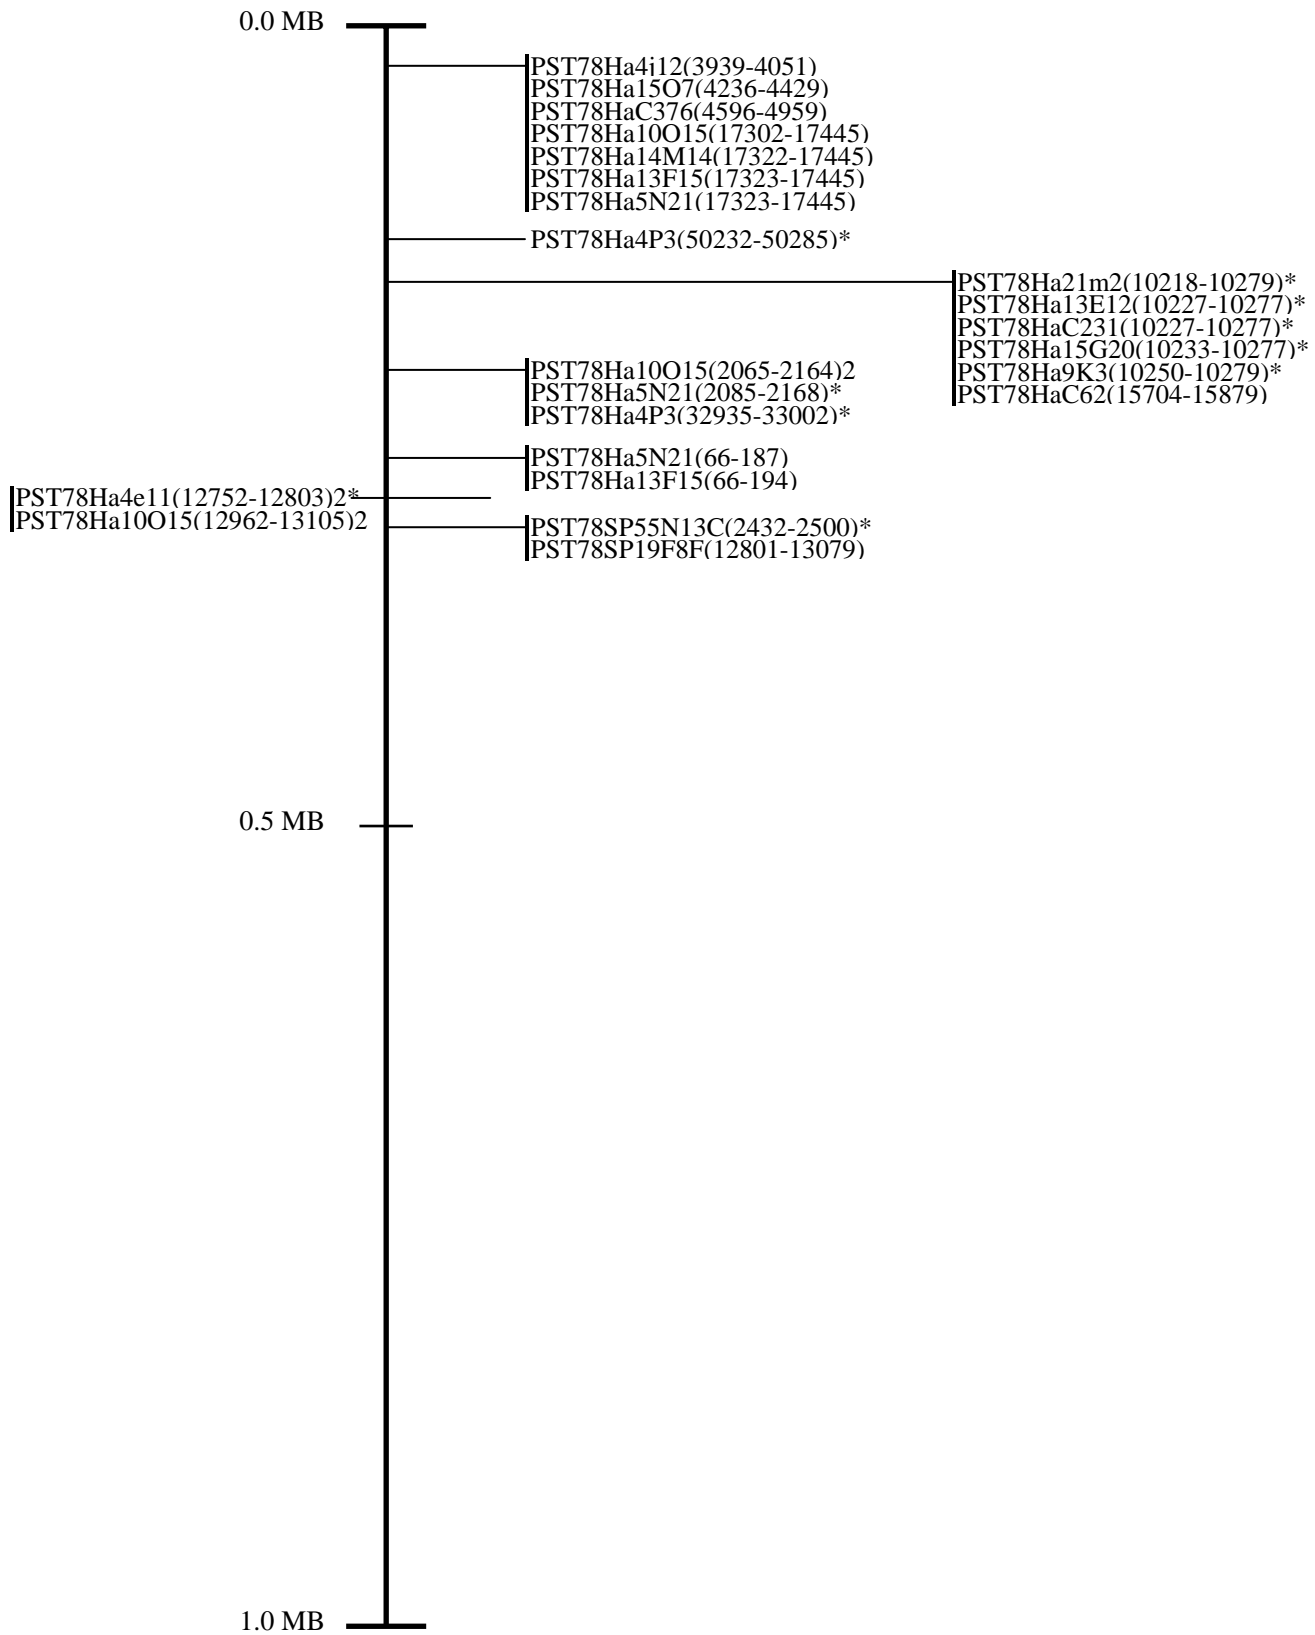 0.0 MB
PST78Ha4j12(3939-4051)
PST78Ha15O7(4236-4429)
PST78HaC376(4596-4959)
PST78Ha10O15(17302-17445)
PST78Ha14M14(17322-17445)
PST78Ha13F15(17323-17445)
PST78Ha5N21(17323-17445)
PST78Ha4P3(50232-50285)*
PST78Ha21m2(10218-10279)*
PST78Ha13E12(10227-10277)*
PST78HaC231(10227-10277)*
PST78Ha15G20(10233-10277)*
PST78Ha9K3(10250-10279)*
PST78HaC62(15704-15879)
PST78Ha10O15(2065-2164)2
PST78Ha5N21(2085-2168)*
PST78Ha4P3(32935-33002)*
PST78Ha5N21(66-187)
PST78Ha13F15(66-194)
PST78Ha4e11(12752-12803)2*
PST78Ha10O15(12962-13105)2
PST78SP55N13C(2432-2500)*
PST78SP19F8F(12801-13079)
0.5 MB
1.0 MB